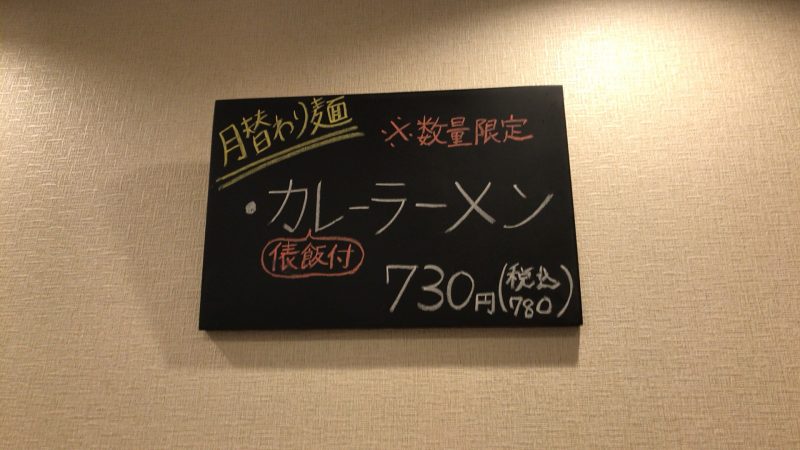 月替わり麺
※数量限定
・カレーラーメン
俵飯付
730円(税込780)